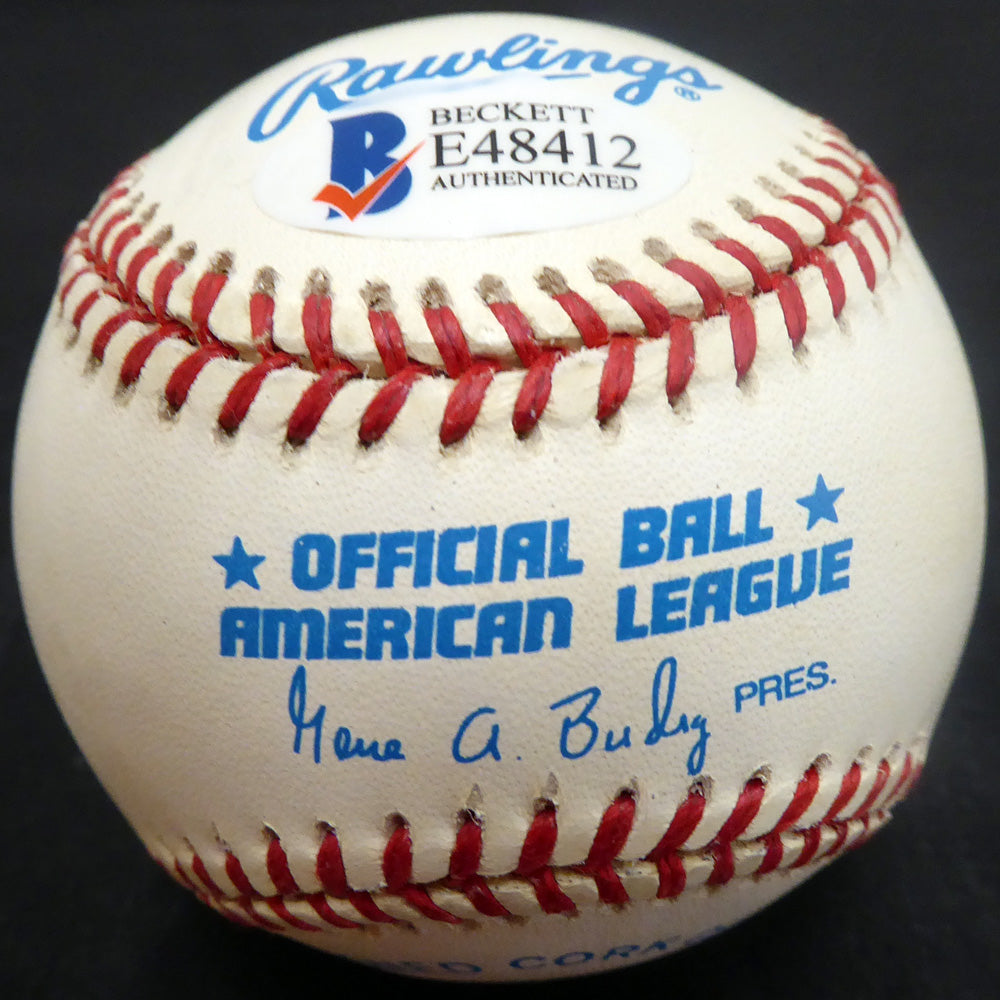 Rawlings®
BECKETT
E48412
AUTHENTICATED
★ OFFICIAL BALL ★
AMERICAN LEAGUE
Gene A. Budig PRES.